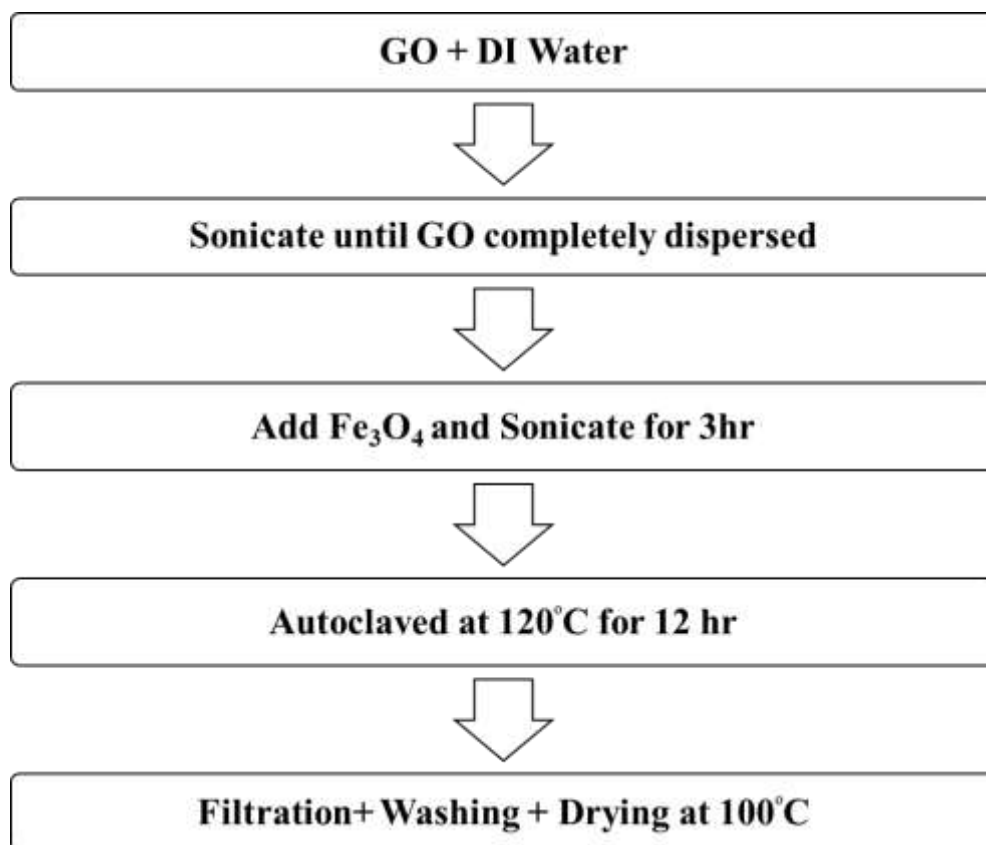 GO + DI Water
Sonicate until GO completely dispersed
Add Fe₃O₄ and Sonicate for 3hr
Autoclaved at 120°C for 12 hr
Filtration+ Washing + Drying at 100°C